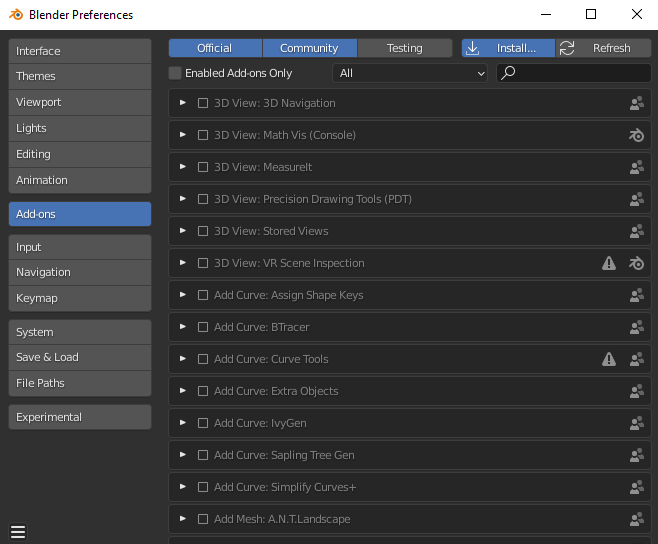 Blender Preferences
Interface
Themes
Viewport
Lights
Editing
Animation
Add-ons
Input
Navigation
Keymap
System
Save & Load
File Paths
Experimental
Official Community Testing Install... Refresh
Enabled Add-ons Only All
3D View: 3D Navigation
3D View: Math Vis (Console)
3D View: MeasureIt
3D View: Precision Drawing Tools (PDT)
3D View: Stored Views
3D View: VR Scene Inspection
Add Curve: Assign Shape Keys
Add Curve: BTracer
Add Curve: Curve Tools
Add Curve: Extra Objects
Add Curve: IvyGen
Add Curve: Sapling Tree Gen
Add Curve: Simplify Curves+
Add Mesh: A.N.T.Landscape